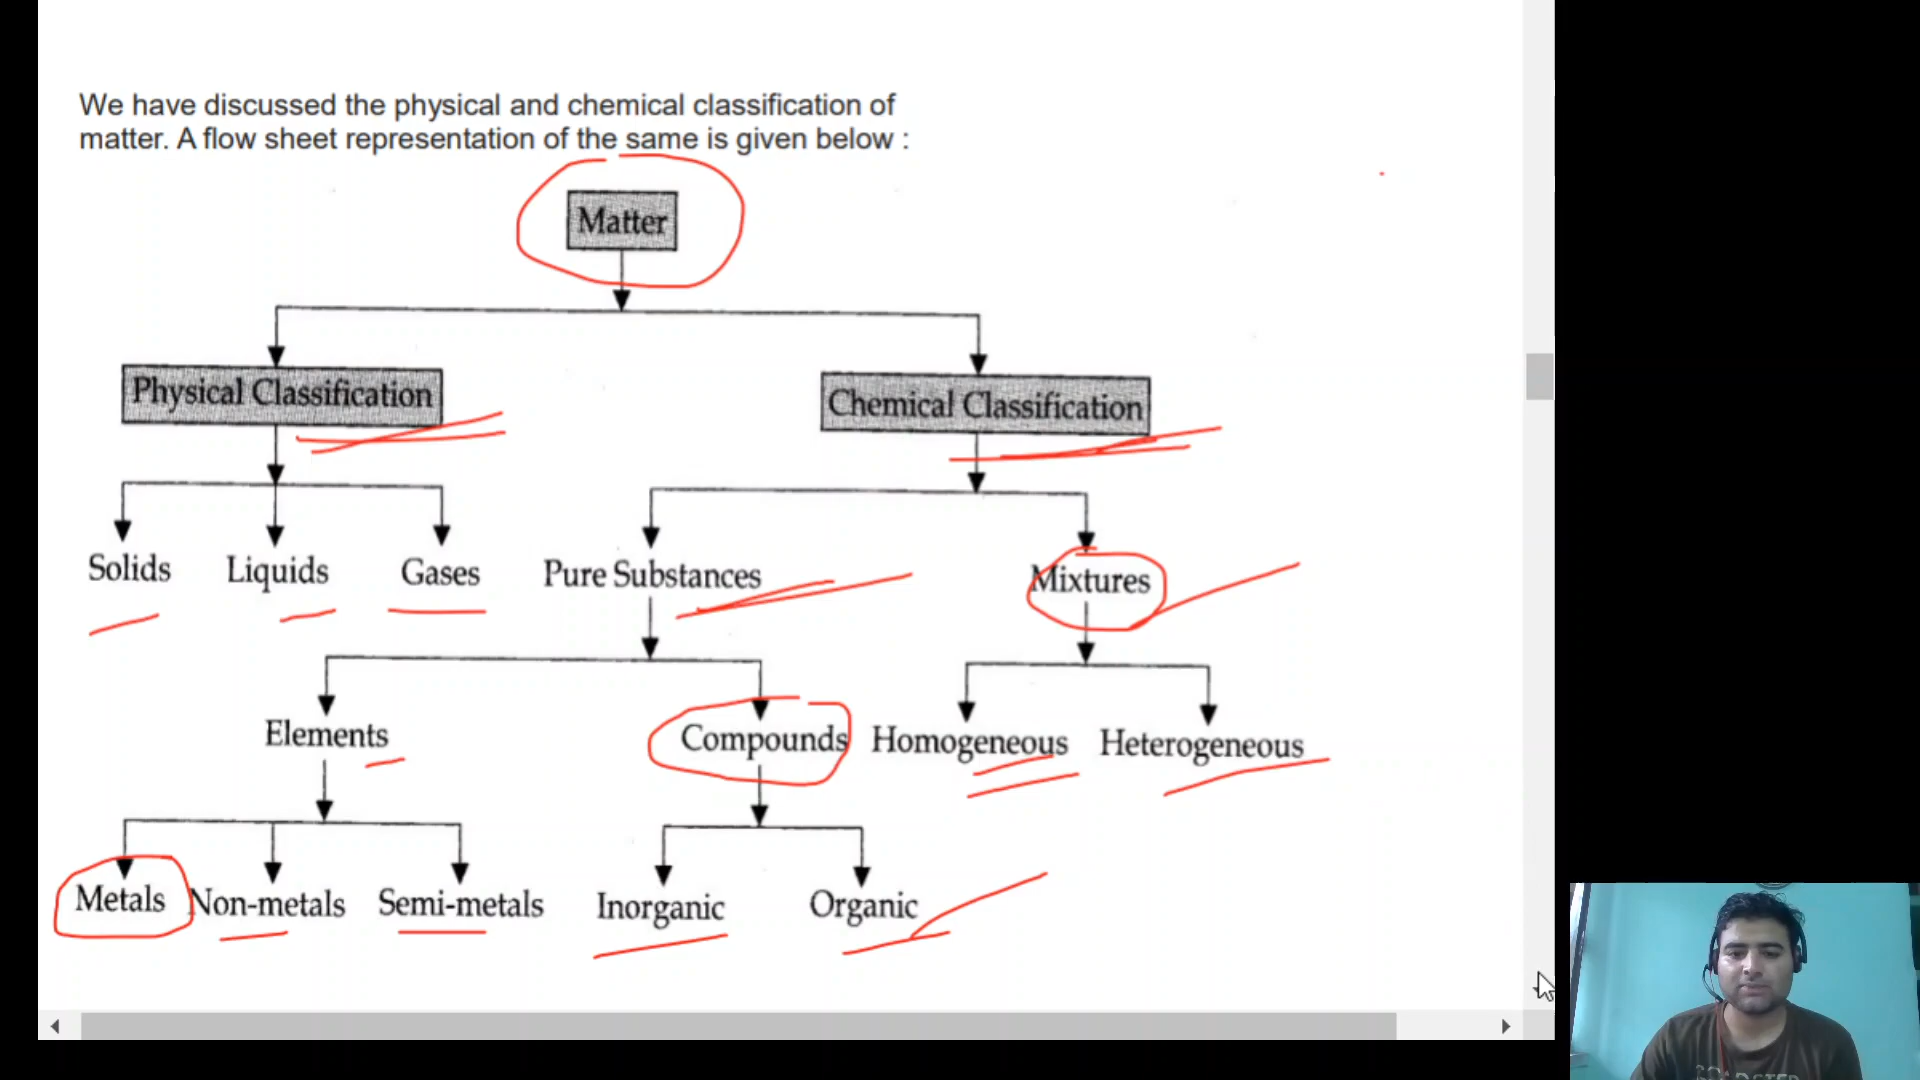 We have discussed the physical and chemical classification of
matter. A flow sheet representation of the same is given below :
Matter
Physical Classification
Chemical Classification
Solids
Liquids
Gases
Pure Substances
Mixtures
Elements
Compounds
Homogeneous
Heterogeneous
Metals
Non-metals
Semi-metals
Inorganic
Organic